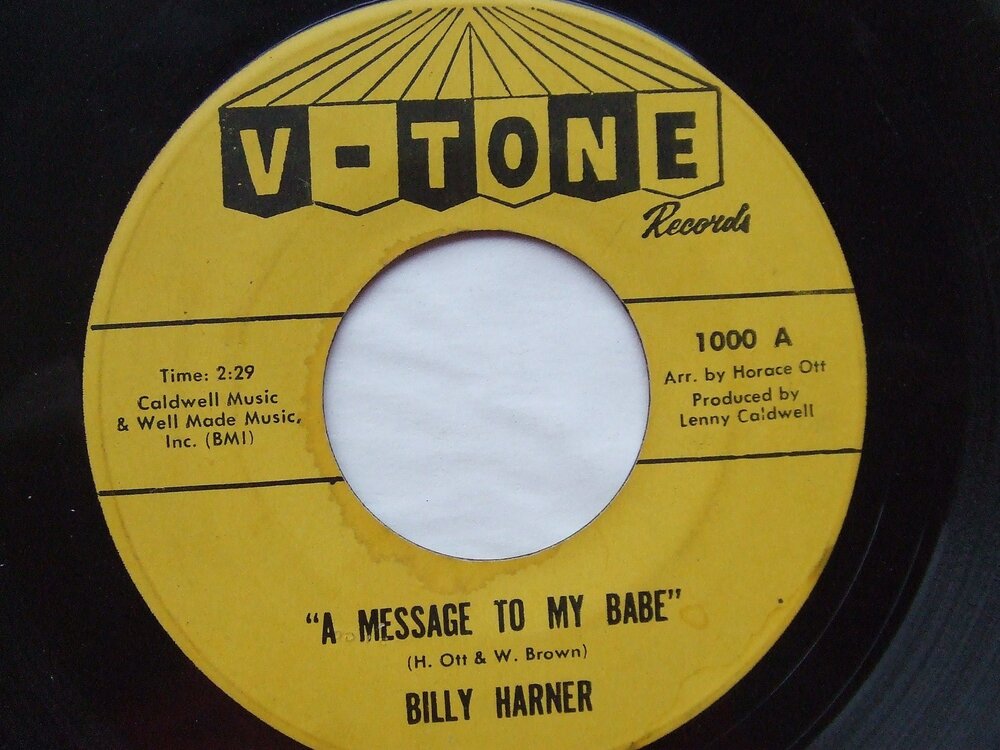 V-TONE
Records
1000 A
Arr. by Horace Ott
Produced by
Lenny Caldwell
Time: 2:29
Caldwell Music
& Well Made Music,
Inc. (BMI)
"A MESSAGE TO MY BABE"
(H. Ott & W. Brown)
BILLY HARNER